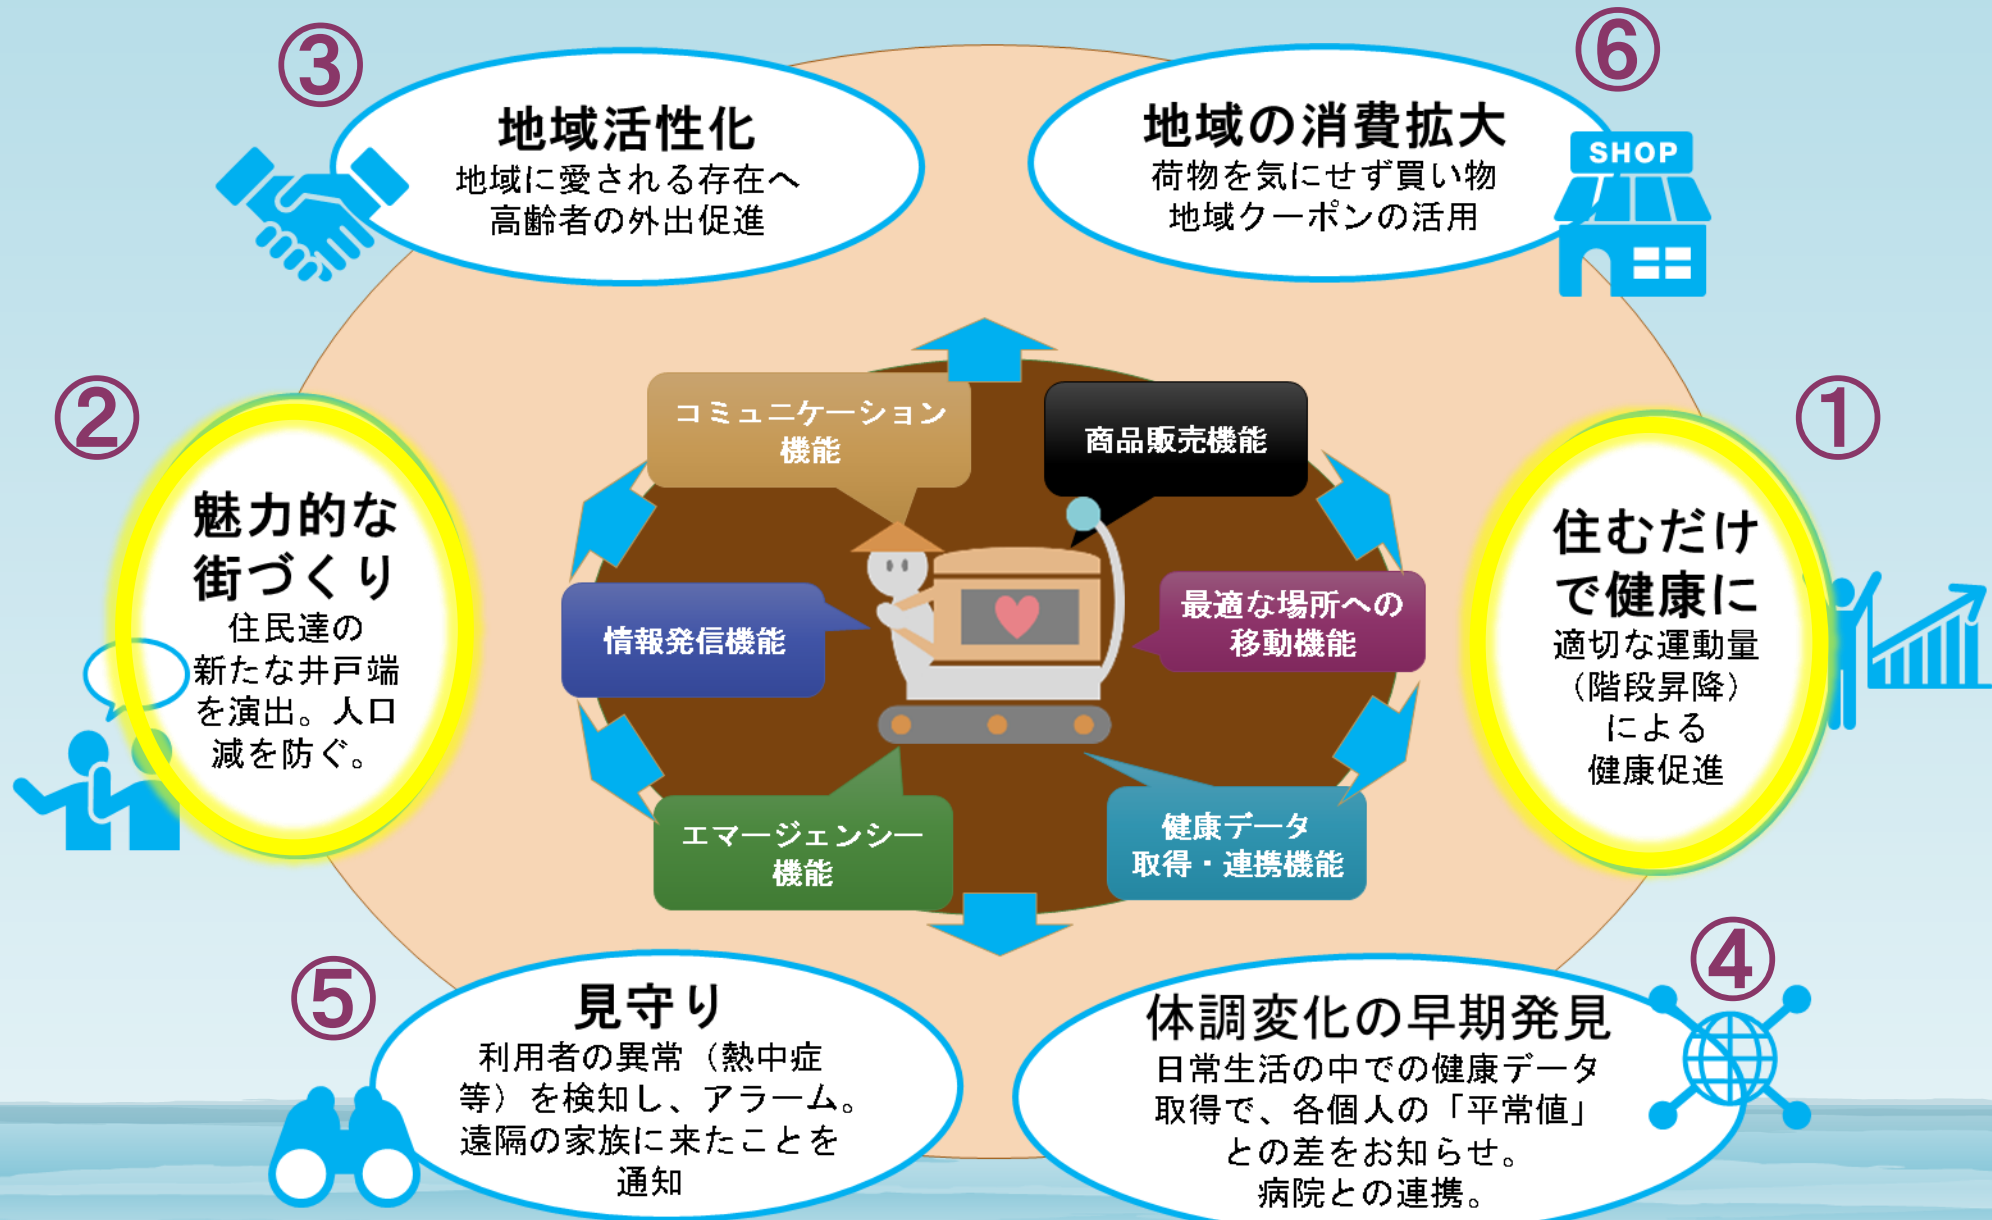 ③
地域活性化
地域に愛される存在へ
高齢者の外出促進
⑥
地域の消費拡大
荷物を気にせず買い物
地域クーポンの活用
SHOP
②
魅力的な
街づくり
住民達の
新たな井戸端
を演出。人口
減を防ぐ。
コミュニケーション
機能
商品販売機能
情報発信機能
最適な場所への
移動機能
エマージェンシー
機能
健康データ
取得・連携機能
①
住むだけ
で健康に
適切な運動量
（階段昇降）
による
健康促進
⑤
見守り
利用者の異常（熱中症
等）を検知し、アラーム。
遠隔の家族に来たことを
通知
④
体調変化の早期発見
日常生活の中での健康データ
取得で、各個人の「平常値」
との差をお知らせ。
病院との連携。